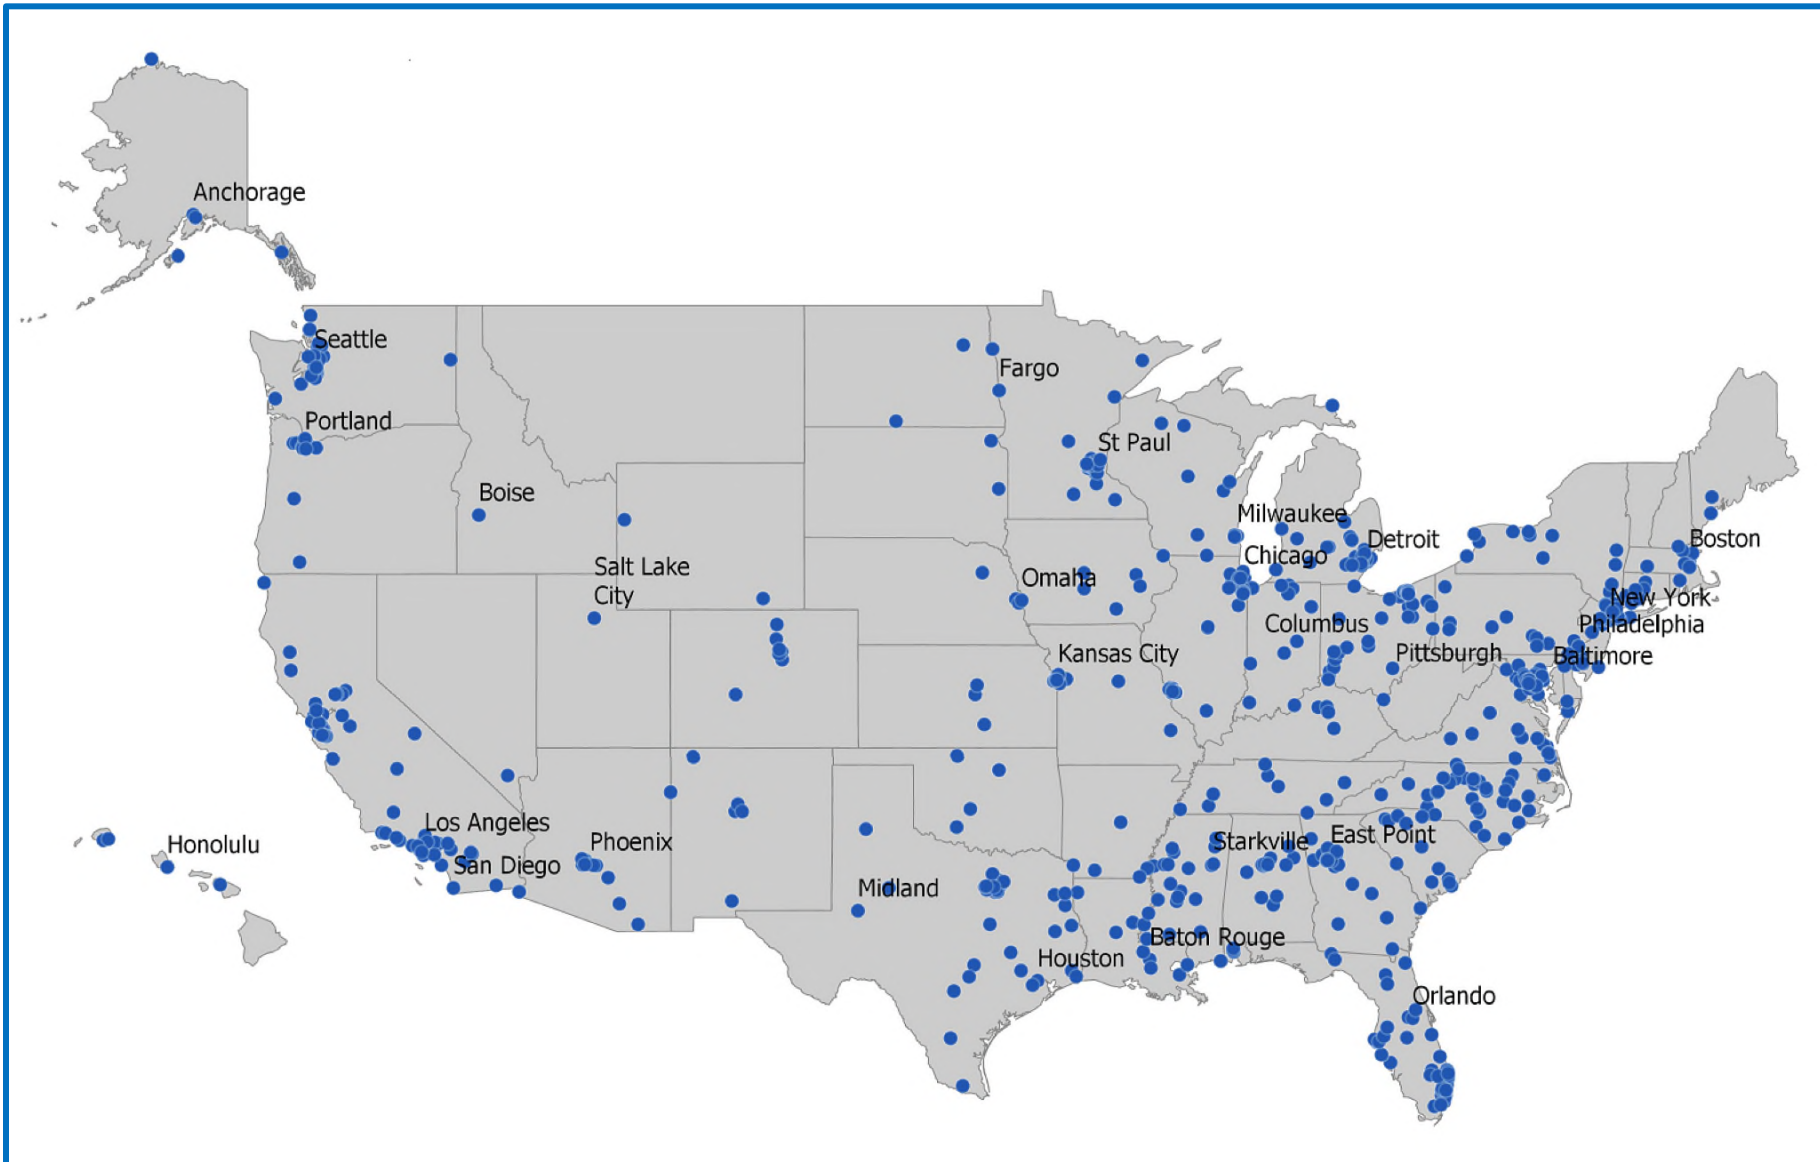 Anchorage
Seattle
Fargo
Portland
St Paul
Boise
Milwaukee
Detroit
Boston
Chicago
Salt Lake
City
Omaha
New York
Columbus
Philadelphia
Kansas City
Pittsburgh
Baltimore
Los Angeles
Honolulu
Phoenix
Starkville
East Point
San Diego
Midland
Baton Rouge
Houston
Orlando